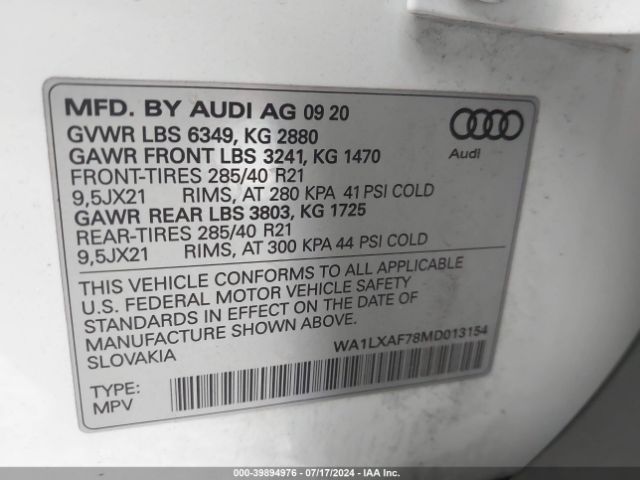 MFD. BY AUDI AG 09 20
GVWR LBS 6349, KG 2880
GAWR FRONT LBS 3241, KG 1470
FRONT-TIRES 285/40 R21
9,5JX21 RIMS, AT 280 KPA 41 PSI COLD
GAWR REAR LBS 3803, KG 1725
REAR-TIRES 285/40 R21
9,5JX21 RIMS, AT 300 KPA 44 PSI COLD
Audi
THIS VEHICLE CONFORMS TO ALL APPLICABLE
U.S. FEDERAL MOTOR VEHICLE SAFETY
STANDARDS IN EFFECT ON THE DATE OF
MANUFACTURE SHOWN ABOVE.
SLOVAKIA
WA1LXAF78MD013154
TYPE:
MPV
000-39894976 - 07/17/2024 - IAA Inc.